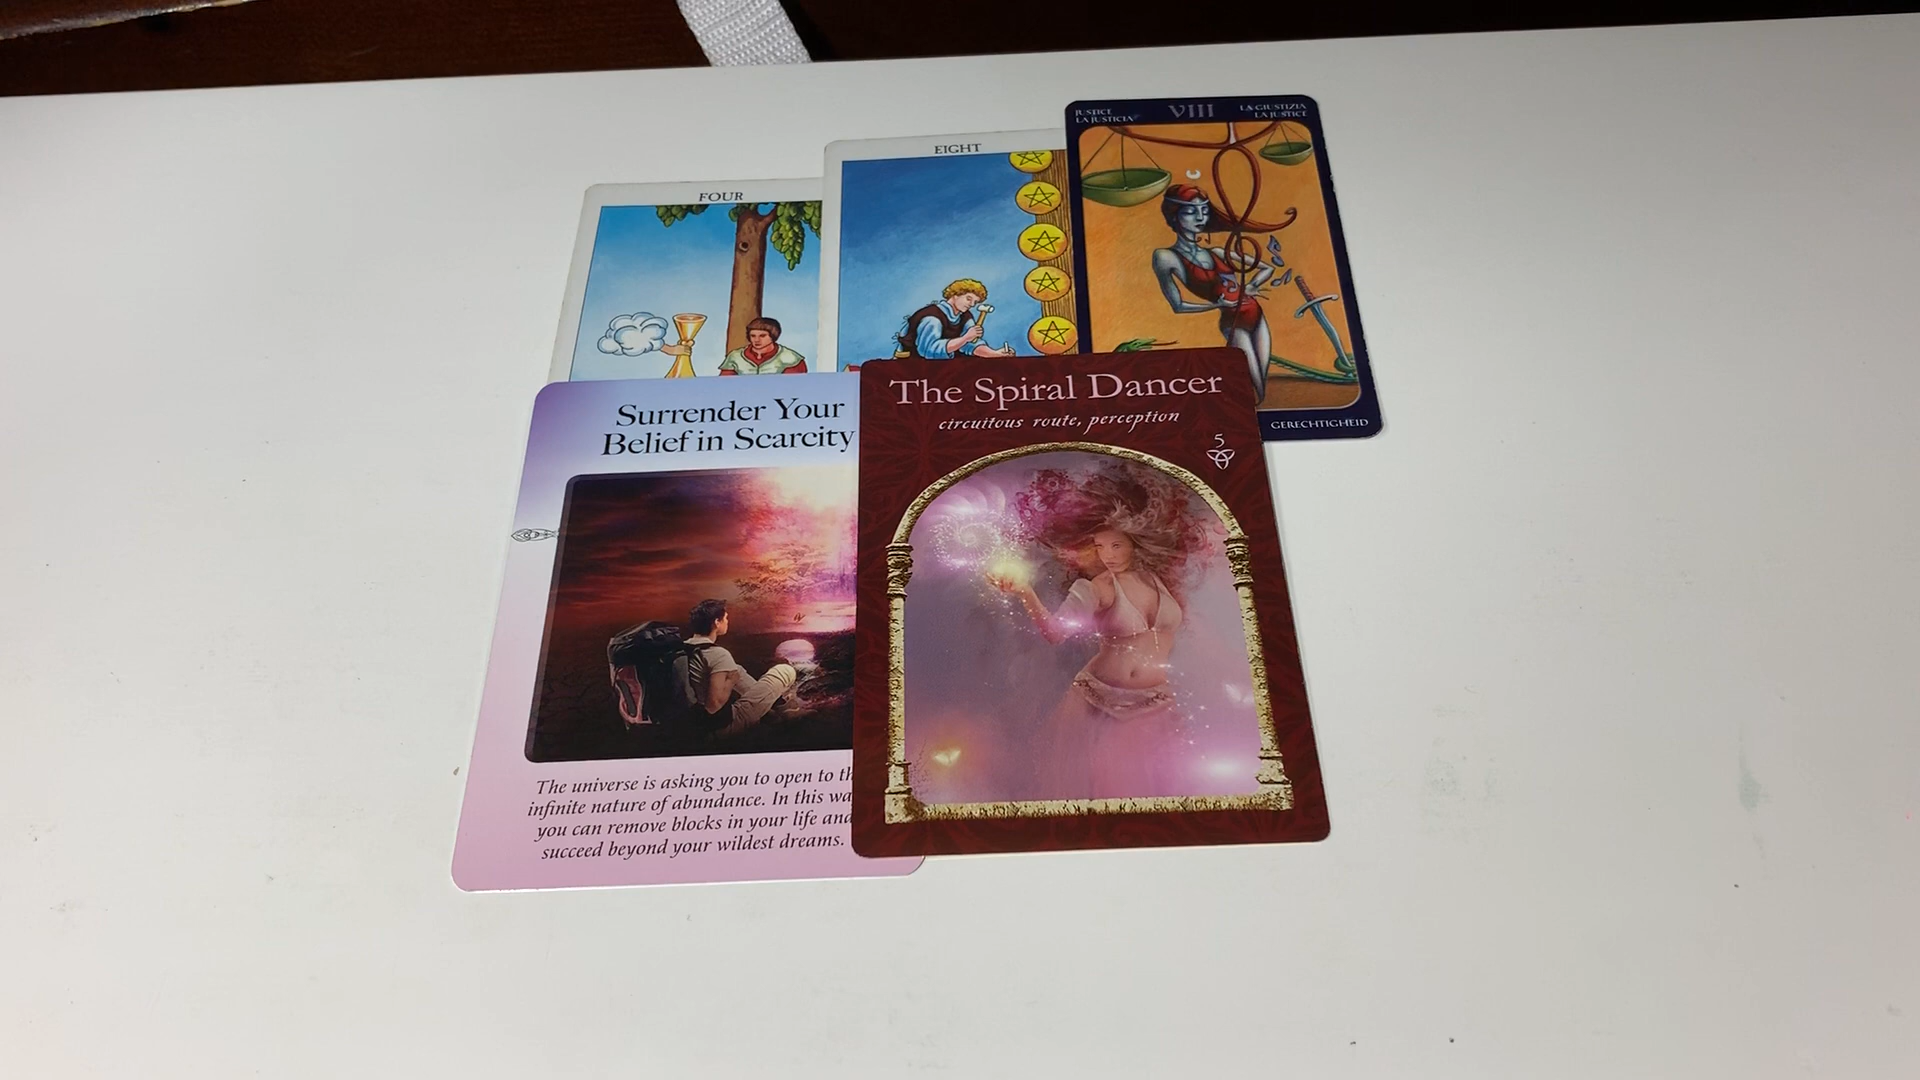 FOUR
EIGHT
JUSTICE
LA JUSTICIA
VIII
LA GIUSTIZIA
LA JUSTICE
GERECHTIGHEID
Surrender Your
Belief in Scarcity
The universe is asking you to open to th
infinite nature of abundance. In this wa
you can remove blocks in your life and
succeed beyond your wildest dreams.
The Spiral Dancer
circuitous route, perception
5